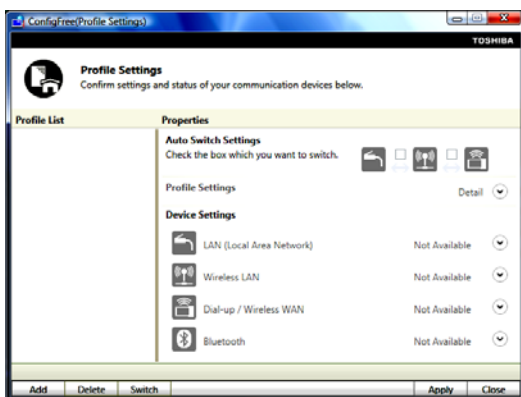 ConfigFree(Profile Settings)
TOSHIBA
Profile Settings
Confirm settings and status of your communication devices below.
Profile List
Properties
Auto Switch Settings
Check the box which you want to switch.
Profile Settings
Detail
Device Settings
LAN (Local Area Network)
Not Available
Wireless LAN
Not Available
Dial-up / Wireless WAN
Not Available
Bluetooth
Not Available
Add
Delete
Switch
Apply
Close